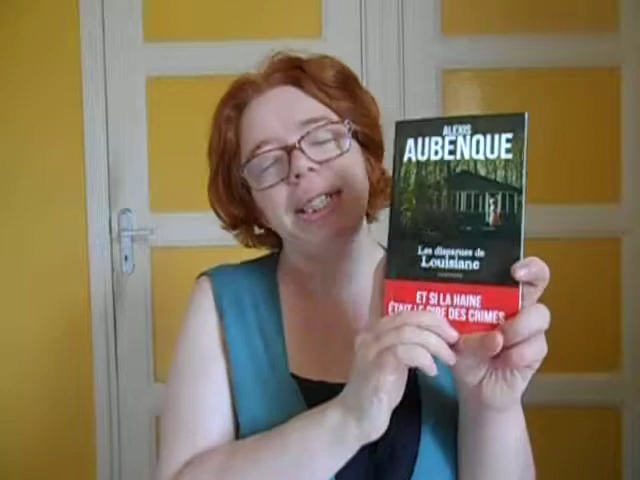 ALEXIS
AUBENQUE
Les disparues de
Louisiane
ET SI LA HAINE
ÉTAIT LE PIRE DES CRIMES